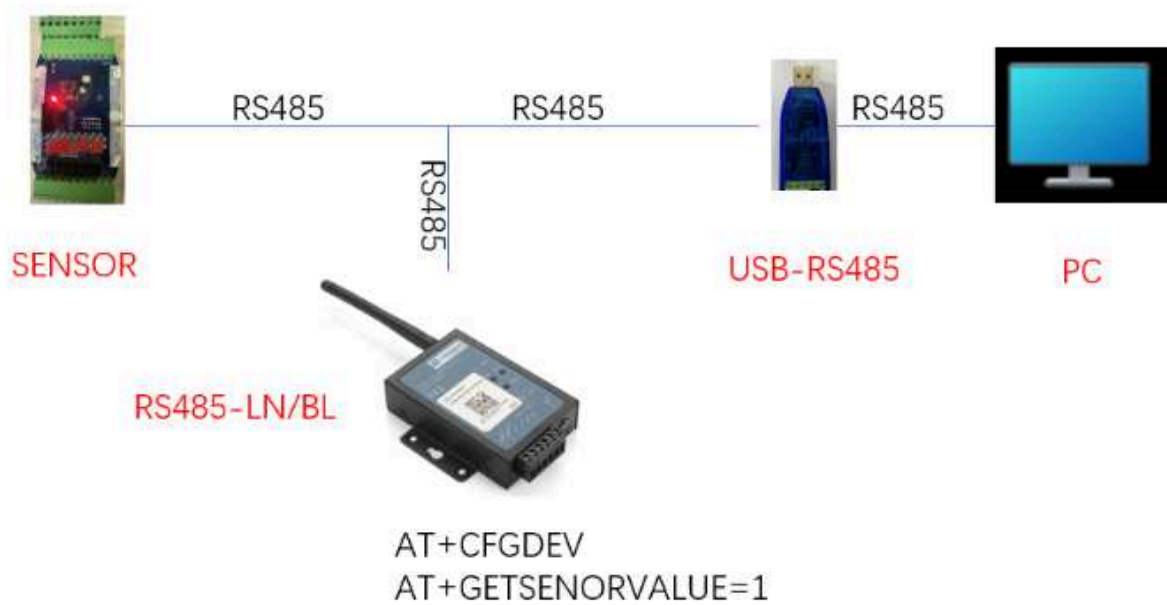 RS485
RS485
RS485
RS485
SENSOR
USB-RS485
PC
RS485-LN/BL
AT+CFGDEV
AT+GETSENORVALUE=1